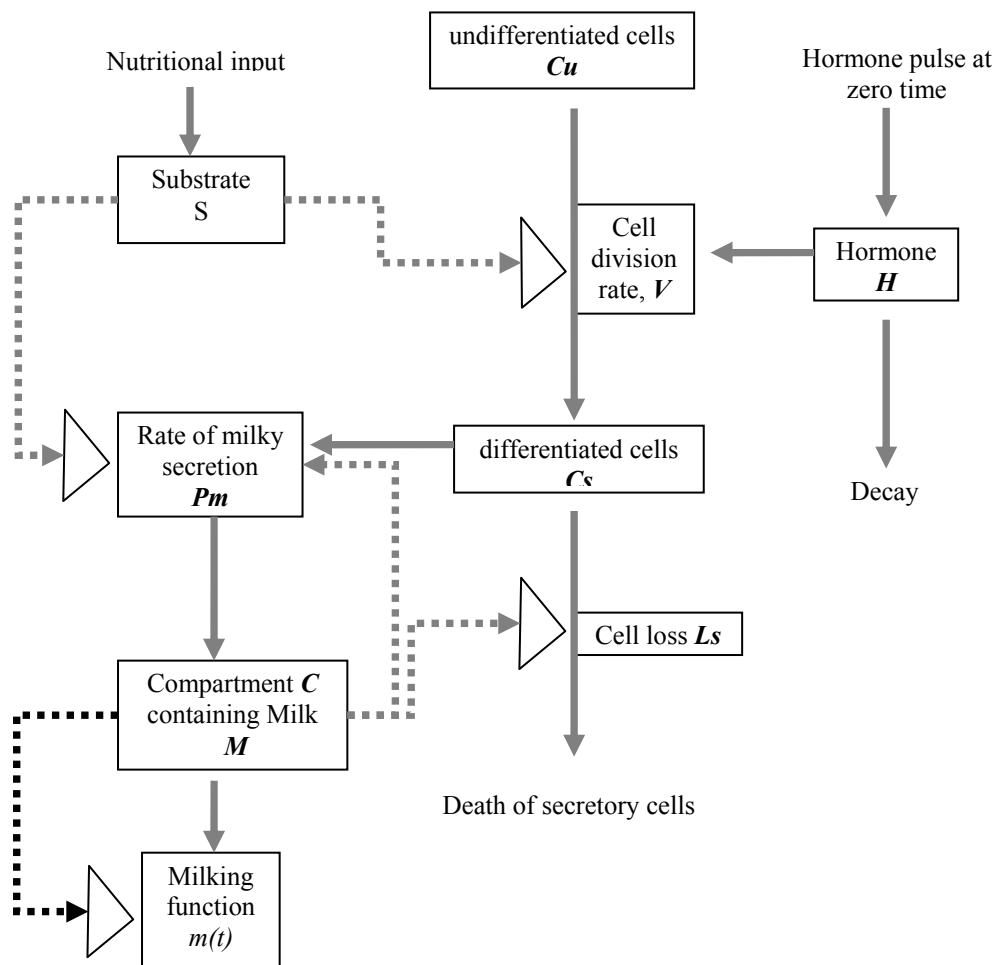 undifferentiated cells
Cu
Nutritional input
Hormone pulse at
zero time
Substrate
S
Cell
division
rate, V
Hormone
H
Rate of milky
secretion
Pm
differentiated cells
Cs
Decay
Cell loss Ls
Compartment C
containing Milk
M
Death of secretory cells
Milking
function
m(t)